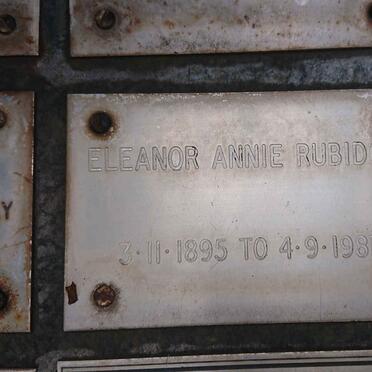 Y
ELEANOR ANNIE RUBID
3·11·1895 TO 4·9·198